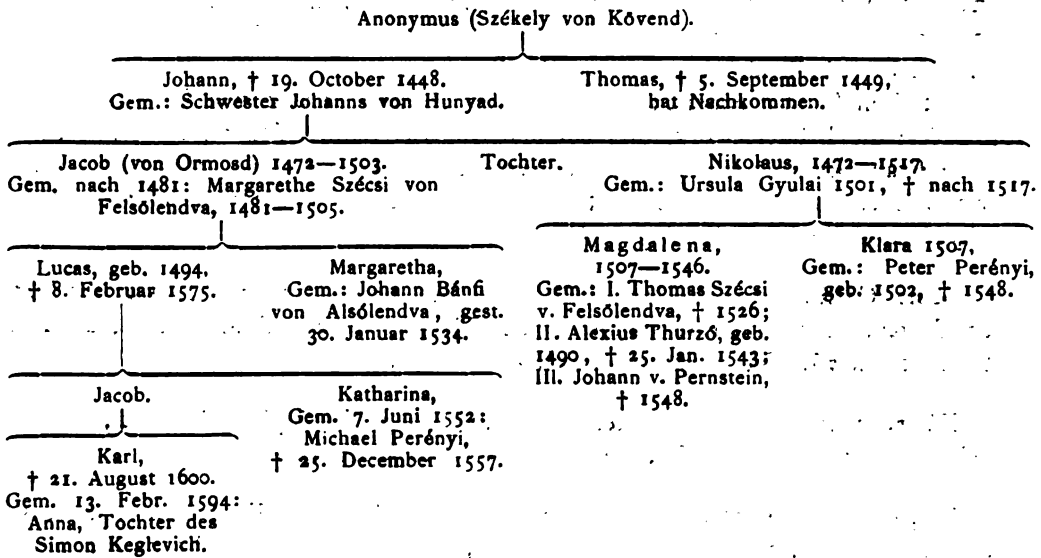 Anonymus (Székely von Kövend).
Johann, † 19. October 1448.
Gem.: Schwester Johanns von Hunyad.
Thomas, † 5. September 1449,
hat Nachkommen.
Jacob (von Ormosd) 1472—1503.
Gem. nach 1481: Margarethe Szécsi von
Felsölendva, 1481—1505.
Tochter.
Nikolaus, 1472—1517.
Gem.: Ursula Gyulai 1501, † nach 1517.
Lucas, geb. 1494,
† 8. Februar 1575.
Margaretha,
Gem.: Johann Bánfi
von Alsólendva, gest.
30. Januar 1534.
Magdalena,
1507—1546.
Gem.: I. Thomas Szécsi
v. Felsölendva, † 1526;
II. Alexius Thurzó, geb.
1490, † 25. Jan. 1543;
III. Johann v. Pernstein,
† 1548.
Klara 1507,
Gem.: Peter Perényi,
geb. 1502, † 1548.
Jacob.
Katharina,
Gem. 7. Juni 1552:
Michael Perényi,
† 25. December 1557.
Karl,
† 21. August 1600.
Gem. 13. Febr. 1594:
Anna, Tochter des
Simon Keglevich.